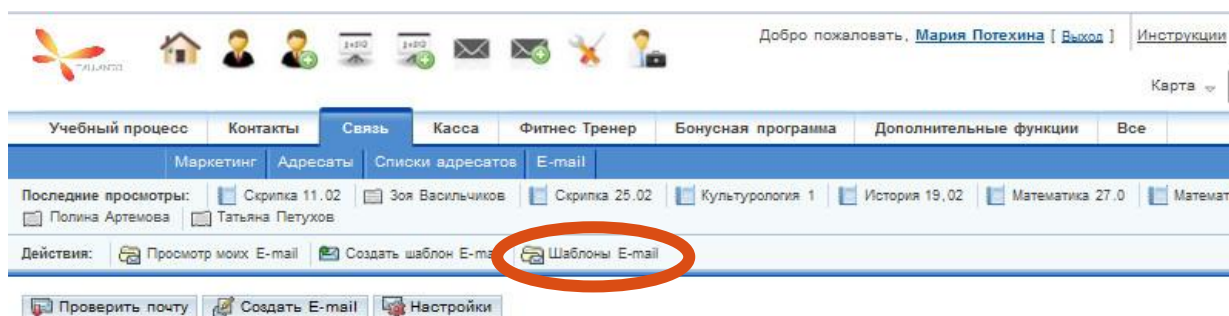 Добро пожаловать, Мария Потехина [ Выход ] Инструкции
TALLANTO
Карта
Учебный процесс Контакты Связь Касса Фитнес Тренер Бонусная программа Дополнительные функции Все
Маркетинг Адресаты Списки адресатов E-mail
Последние просмотры: Скрипка 11.02 Зоя Васильчиков Скрипка 25.02 Культурология 1 История 19,02 Математика 27.0 Математ
Полина Артемова Татьяна Петухов
Действия: Просмотр моих E-mail Создать шаблон E-ma Шаблоны E-mail
Проверить почту Создать E-mail Настройки